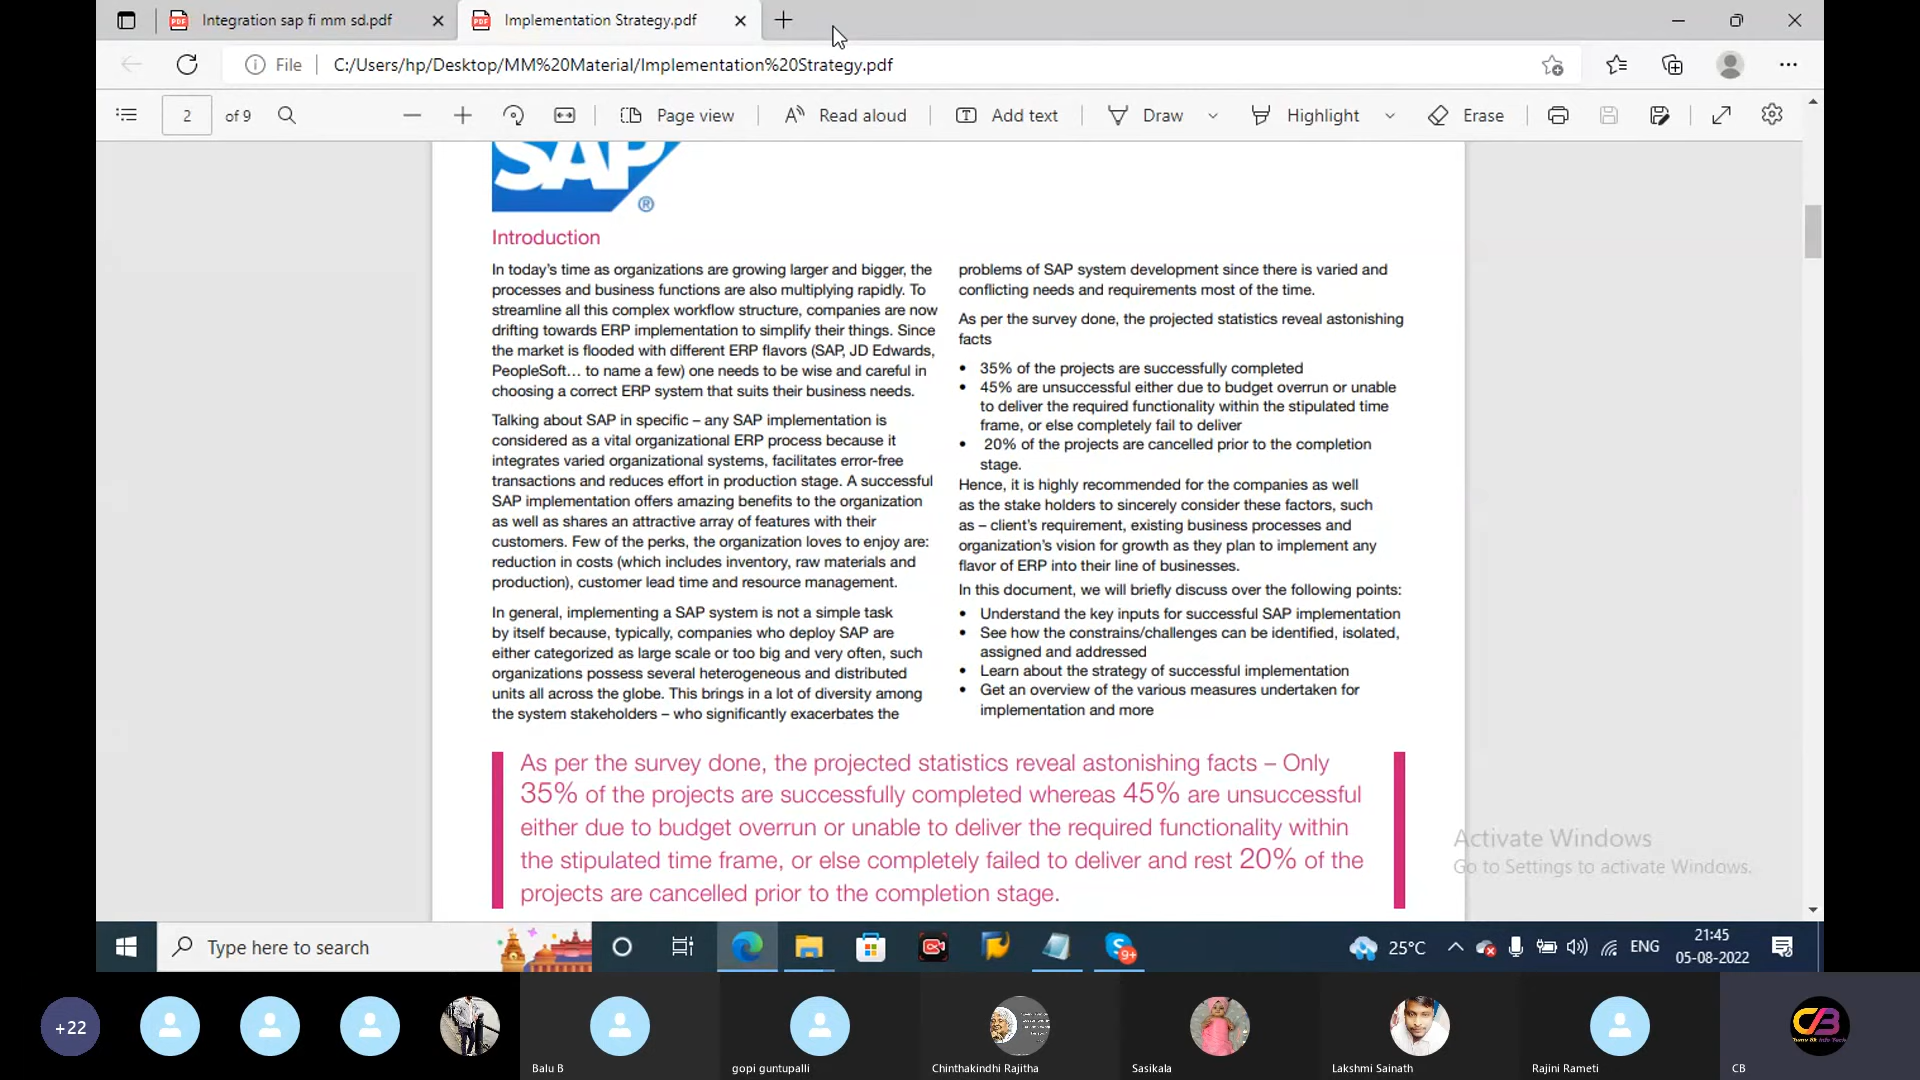 Integration sap fi mm sd.pdf
Implementation Strategy.pdf
File
C:/Users/hp/Desktop/MM%20Material/Implementation%20Strategy.pdf
2
of 9
Page view
Read aloud
Add text
Draw
Highlight
Erase
SAP
®
Introduction
In today's time as organizations are growing larger and bigger, the
processes and business functions are also multiplying rapidly. To
streamline all this complex workflow structure, companies are now
drifting towards ERP implementation to simplify their things. Since
the market is flooded with different ERP flavors (SAP, JD Edwards,
PeopleSoft... to name a few) one needs to be wise and careful in
choosing a correct ERP system that suits their business needs.
Talking about SAP in specific – any SAP implementation is
considered as a vital organizational ERP process because it
integrates varied organizational systems, facilitates error-free
transactions and reduces effort in production stage. A successful
SAP implementation offers amazing benefits to the organization
as well as shares an attractive array of features with their
customers. Few of the perks, the organization loves to enjoy are:
reduction in costs (which includes inventory, raw materials and
production), customer lead time and resource management.
In general, implementing a SAP system is not a simple task
by itself because, typically, companies who deploy SAP are
either categorized as large scale or too big and very often, such
organizations possess several heterogeneous and distributed
units all across the globe. This brings in a lot of diversity among
the system stakeholders – who significantly exacerbates the
problems of SAP system development since there is varied and
conflicting needs and requirements most of the time.
As per the survey done, the projected statistics reveal astonishing
facts
• 35% of the projects are successfully completed
• 45% are unsuccessful either due to budget overrun or unable
to deliver the required functionality within the stipulated time
frame, or else completely fail to deliver
• 20% of the projects are cancelled prior to the completion
stage.
Hence, it is highly recommended for the companies as well
as the stake holders to sincerely consider these factors, such
as – client's requirement, existing business processes and
organization's vision for growth as they plan to implement any
flavor of ERP into their line of businesses.
In this document, we will briefly discuss over the following points:
• Understand the key inputs for successful SAP implementation
• See how the constrains/challenges can be identified, isolated,
assigned and addressed
• Learn about the strategy of successful implementation
• Get an overview of the various measures undertaken for
implementation and more
As per the survey done, the projected statistics reveal astonishing facts – Only
35% of the projects are successfully completed whereas 45% are unsuccessful
either due to budget overrun or unable to deliver the required functionality within
the stipulated time frame, or else completely failed to deliver and rest 20% of the
projects are cancelled prior to the completion stage.
Activate Windows
Go to Settings to activate Windows.
Type here to search
9+
25°C
ENG
21:45
05-08-2022
+22
Balu B
gopi guntupalli
Chinthakindhi Rajitha
Sasikala
Lakshmi Sainath
Rajini Rameti
CB